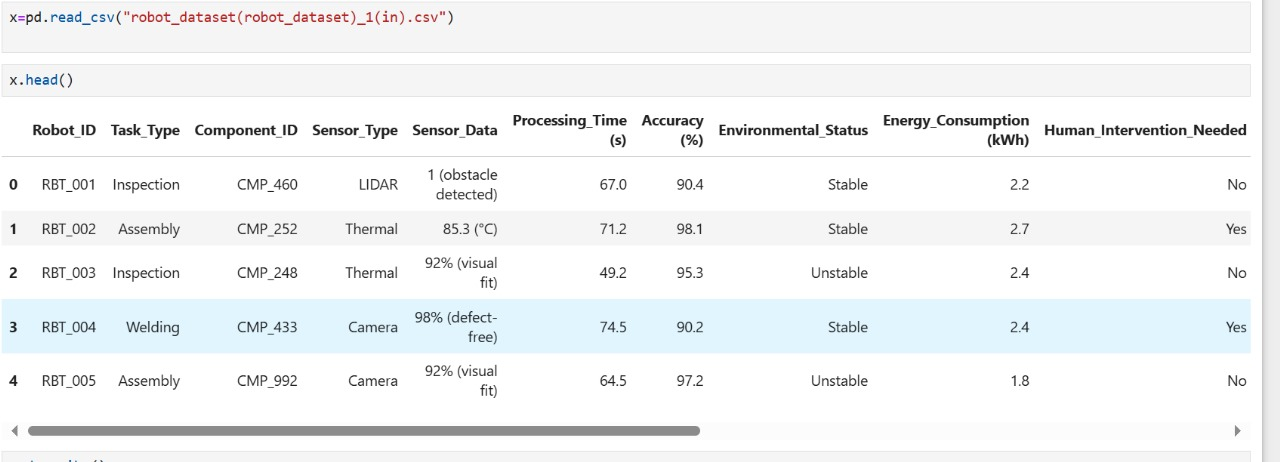 x=pd.read_csv("robot_dataset(robot_dataset)_1(in).csv")
x.head()
Robot_ID Task_Type Component_ID Sensor_Type Sensor_Data Processing_Time (s) Accuracy (%) Environmental_Status Energy_Consumption (kWh) Human_Intervention_Needed
0 RBT_001 Inspection CMP_460 LIDAR 1 (obstacle detected) 67.0 90.4 Stable 2.2 No
1 RBT_002 Assembly CMP_252 Thermal 85.3 (°C) 71.2 98.1 Stable 2.7 Yes
2 RBT_003 Inspection CMP_248 Thermal 92% (visual fit) 49.2 95.3 Unstable 2.4 No
3 RBT_004 Welding CMP_433 Camera 98% (defect-free) 74.5 90.2 Stable 2.4 Yes
4 RBT_005 Assembly CMP_992 Camera 92% (visual fit) 64.5 97.2 Unstable 1.8 No